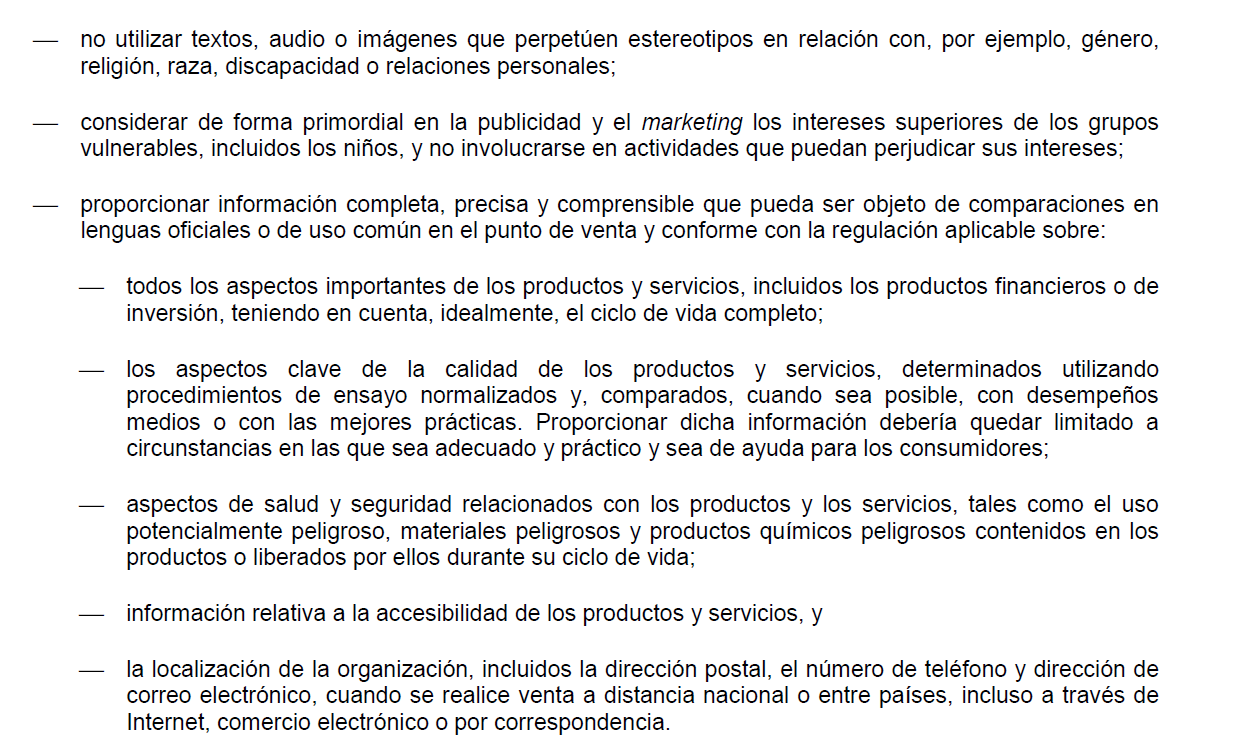 — no utilizar textos, audio o imágenes que perpetúen estereotipos en relación con, por ejemplo, género,
religión, raza, discapacidad o relaciones personales;
— considerar de forma primordial en la publicidad y el marketing los intereses superiores de los grupos
vulnerables, incluidos los niños, y no involucrarse en actividades que puedan perjudicar sus intereses;
— proporcionar información completa, precisa y comprensible que pueda ser objeto de comparaciones en
lenguas oficiales o de uso común en el punto de venta y conforme con la regulación aplicable sobre:
— todos los aspectos importantes de los productos y servicios, incluidos los productos financieros o de
inversión, teniendo en cuenta, idealmente, el ciclo de vida completo;
— los aspectos clave de la calidad de los productos y servicios, determinados utilizando
procedimientos de ensayo normalizados y, comparados, cuando sea posible, con desempeños
medios o con las mejores prácticas. Proporcionar dicha información debería quedar limitado a
circunstancias en las que sea adecuado y práctico y sea de ayuda para los consumidores;
— aspectos de salud y seguridad relacionados con los productos y los servicios, tales como el uso
potencialmente peligroso, materiales peligrosos y productos químicos peligrosos contenidos en los
productos o liberados por ellos durante su ciclo de vida;
— información relativa a la accesibilidad de los productos y servicios, y
— la localización de la organización, incluidos la dirección postal, el número de teléfono y dirección de
correo electrónico, cuando se realice venta a distancia nacional o entre países, incluso a través de
Internet, comercio electrónico o por correspondencia.